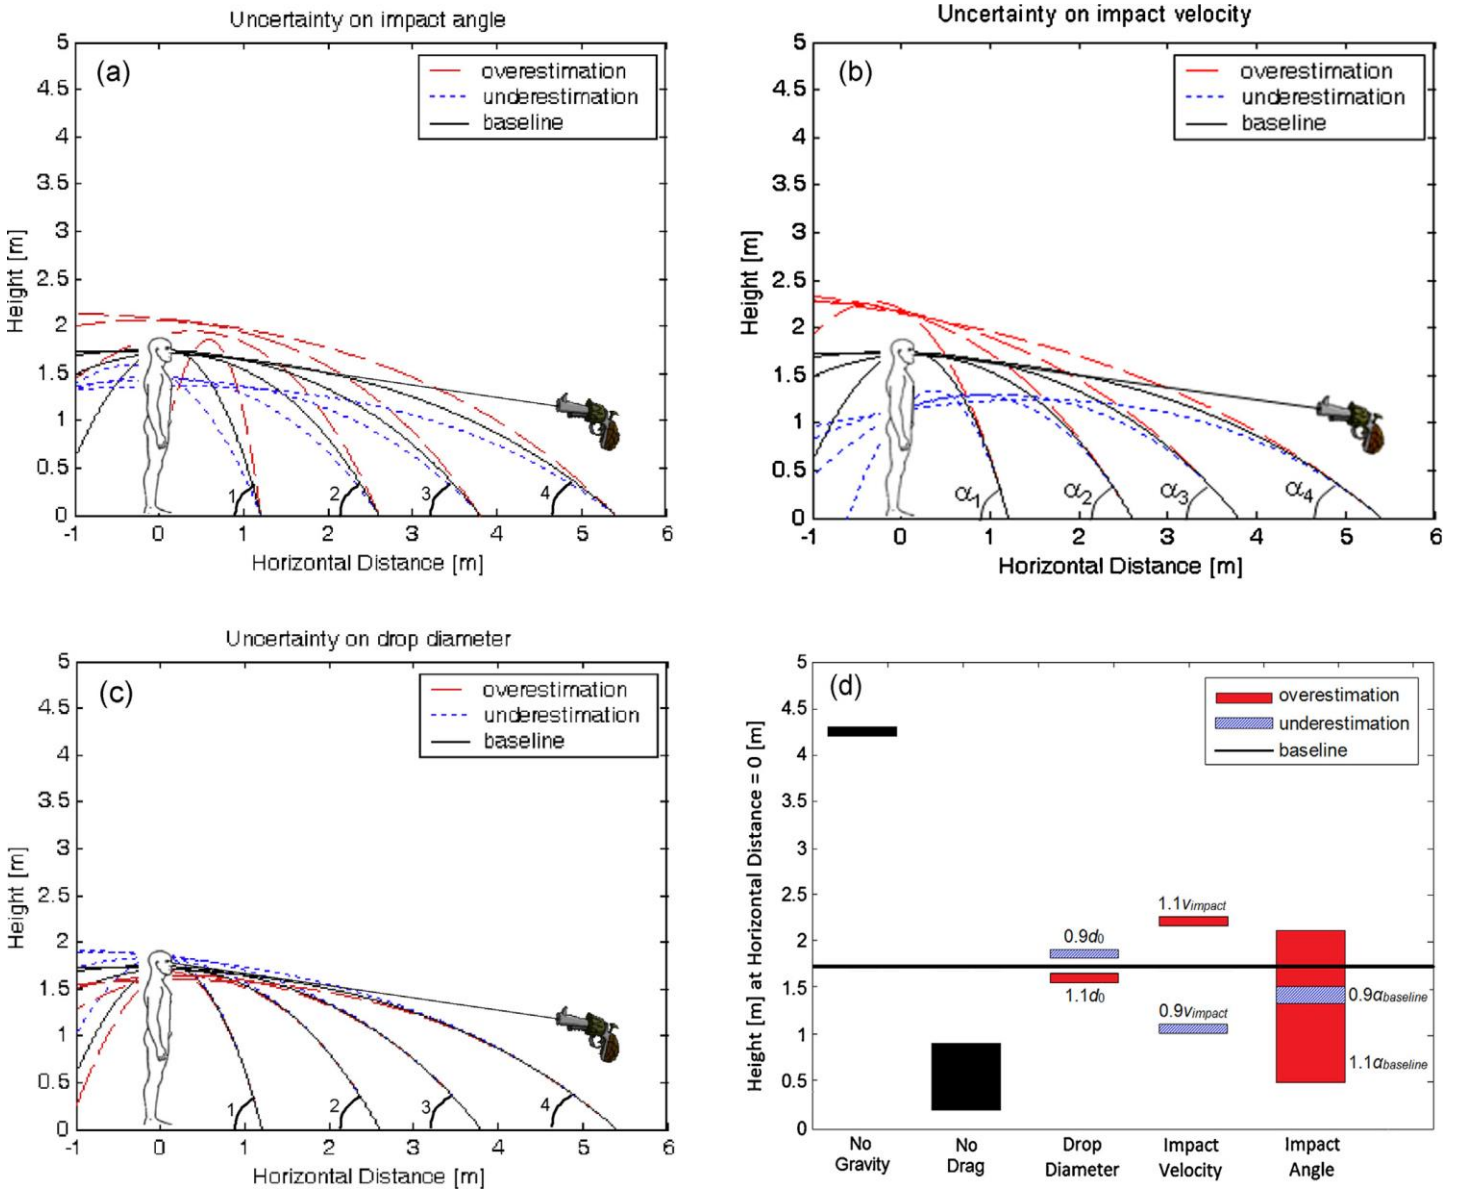 Uncertainty on impact angle
(a)
overestimation
underestimation
baseline
5
4.5
4
3.5
3
2.5
2
1.5
1
0.5
0
Height [m]
1
2
3
4
-1 0 1 2 3 4 5 6
Horizontal Distance [m]
Uncertainty on impact velocity
(b)
overestimation
underestimation
baseline
5
4.5
4
3.5
3
2.5
2
1.5
1
0.5
0
Height [m]
α1
α2
α3
α4
-1 0 1 2 3 4 5 6
Horizontal Distance [m]
Uncertainty on drop diameter
(c)
overestimation
underestimation
baseline
5
4.5
4
3.5
3
2.5
2
1.5
1
0.5
0
Height [m]
1
2
3
4
-1 0 1 2 3 4 5 6
Horizontal Distance [m]
(d)
overestimation
underestimation
baseline
5
4.5
4
3.5
3
2.5
2
1.5
1
0.5
0
Height [m] at Horizontal Distance = 0 [m]
1.1vimpact
0.9d0
1.1d0
0.9vimpact
0.9αbaseline
1.1αbaseline
No
Gravity
No
Drag
Drop
Diameter
Impact
Velocity
Impact
Angle